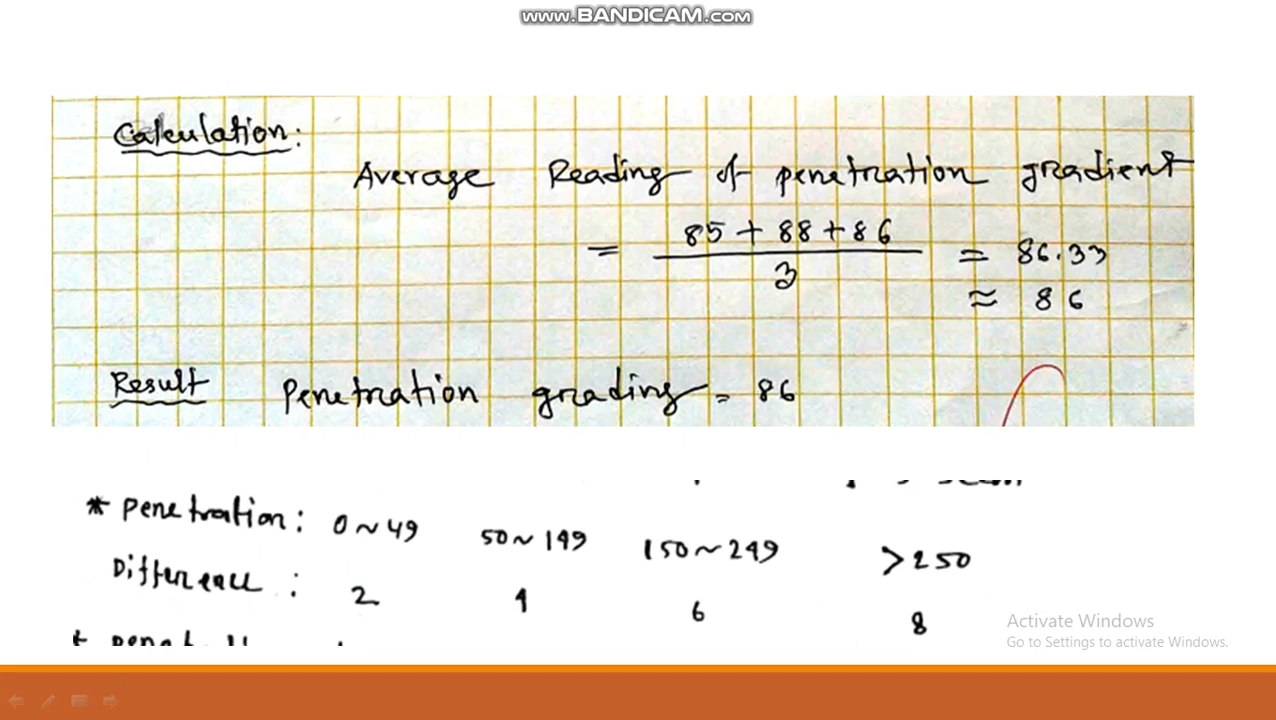 www.BANDICAM.com
Calculation:
Average Reading of penetration gradient
= 85 + 88 + 86 / 3 = 86.33
≈ 86
Result Penetration grading = 86
* Penetration: 0 ~ 49 50 ~ 149 150 ~ 249 > 250
Difference : 2 4 6 8
Activate Windows
Go to Settings to activate Windows.